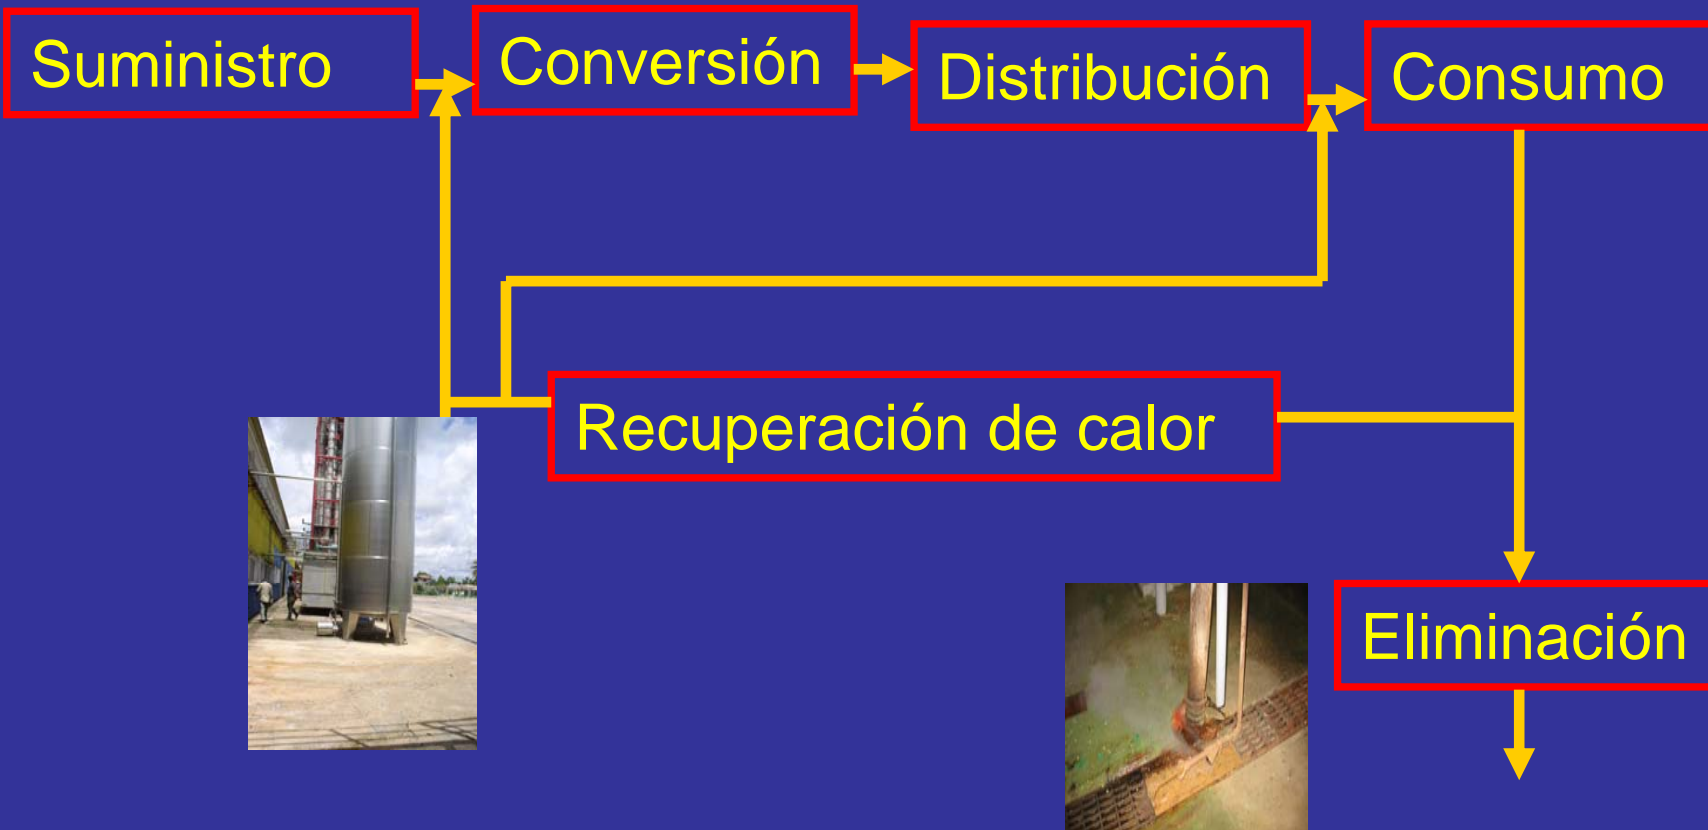 Suministro
Conversión
Distribución
Consumo
Recuperación de calor
Eliminación